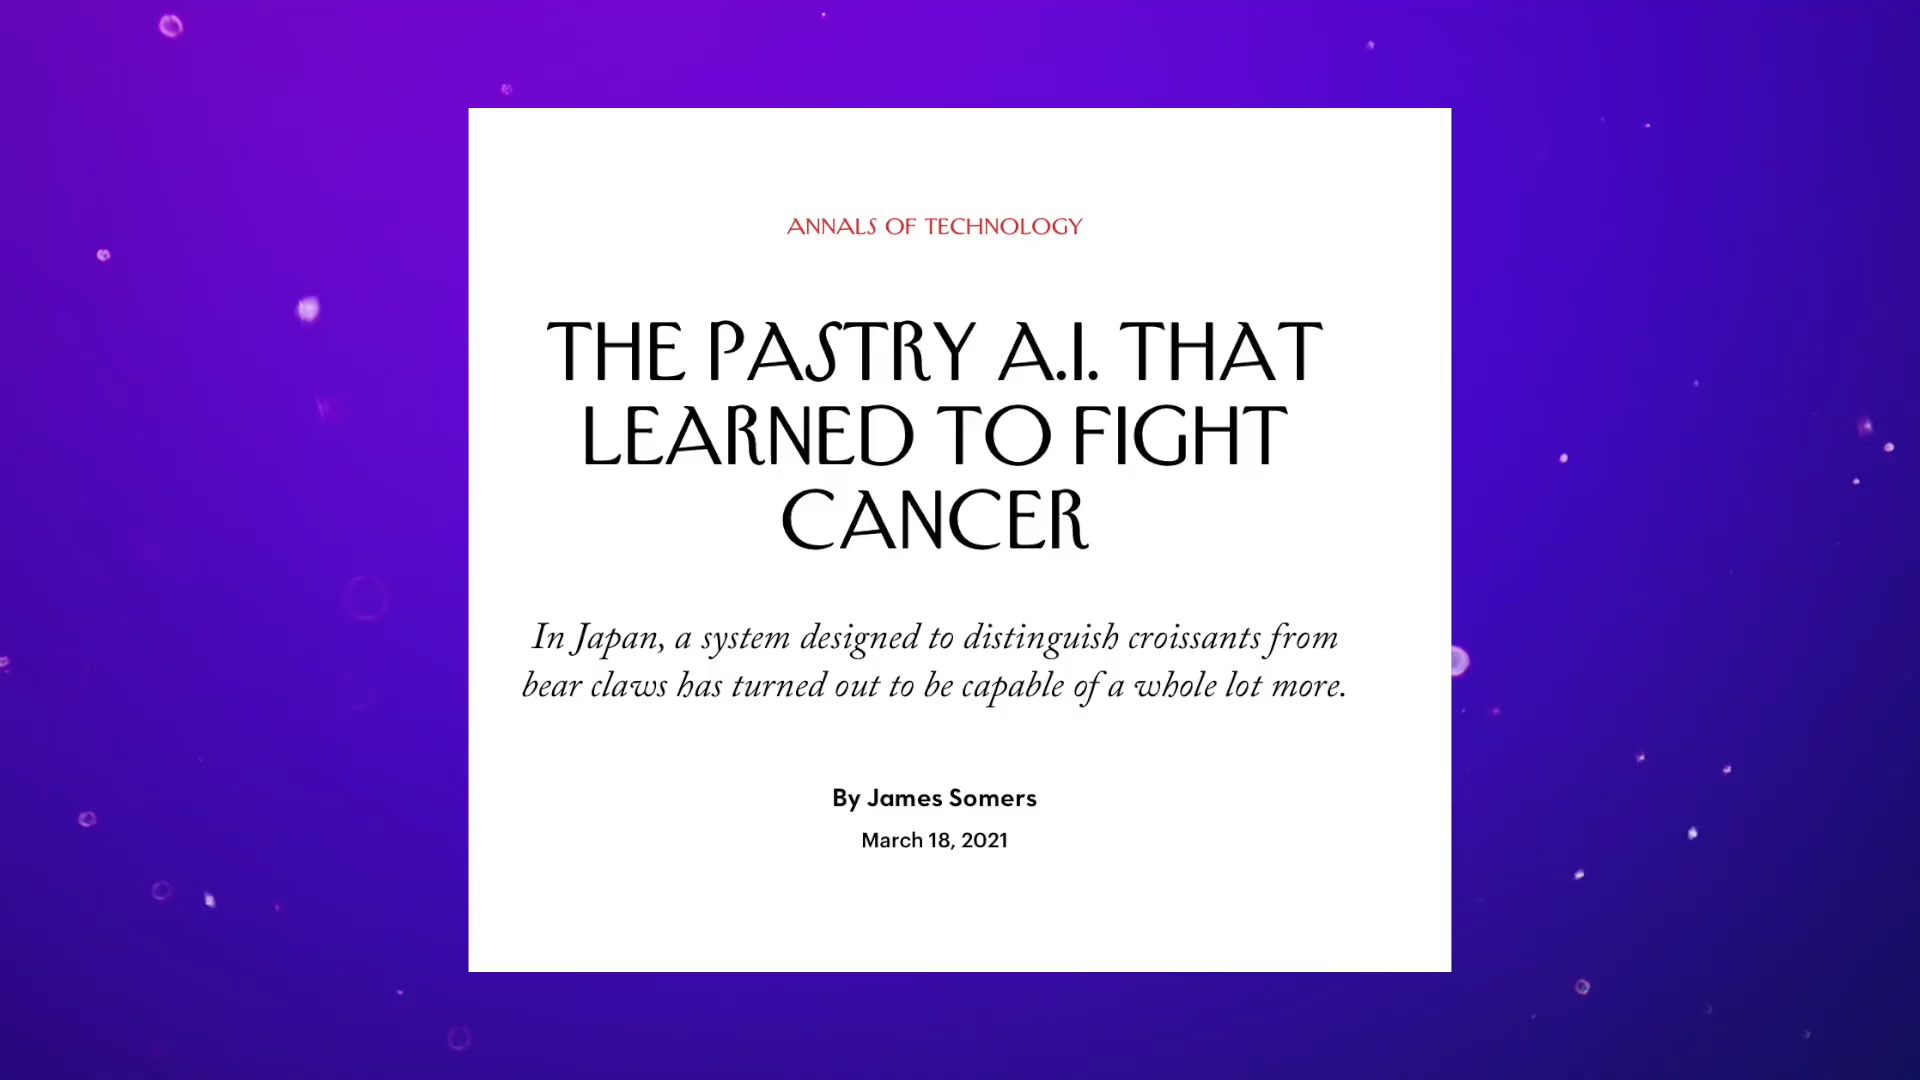 ANNALS OF TECHNOLOGY
THE PASTRY A.I. THAT
LEARNED TO FIGHT
CANCER
In Japan, a system designed to distinguish croissants from
bear claws has turned out to be capable of a whole lot more.
By James Somers
March 18, 2021